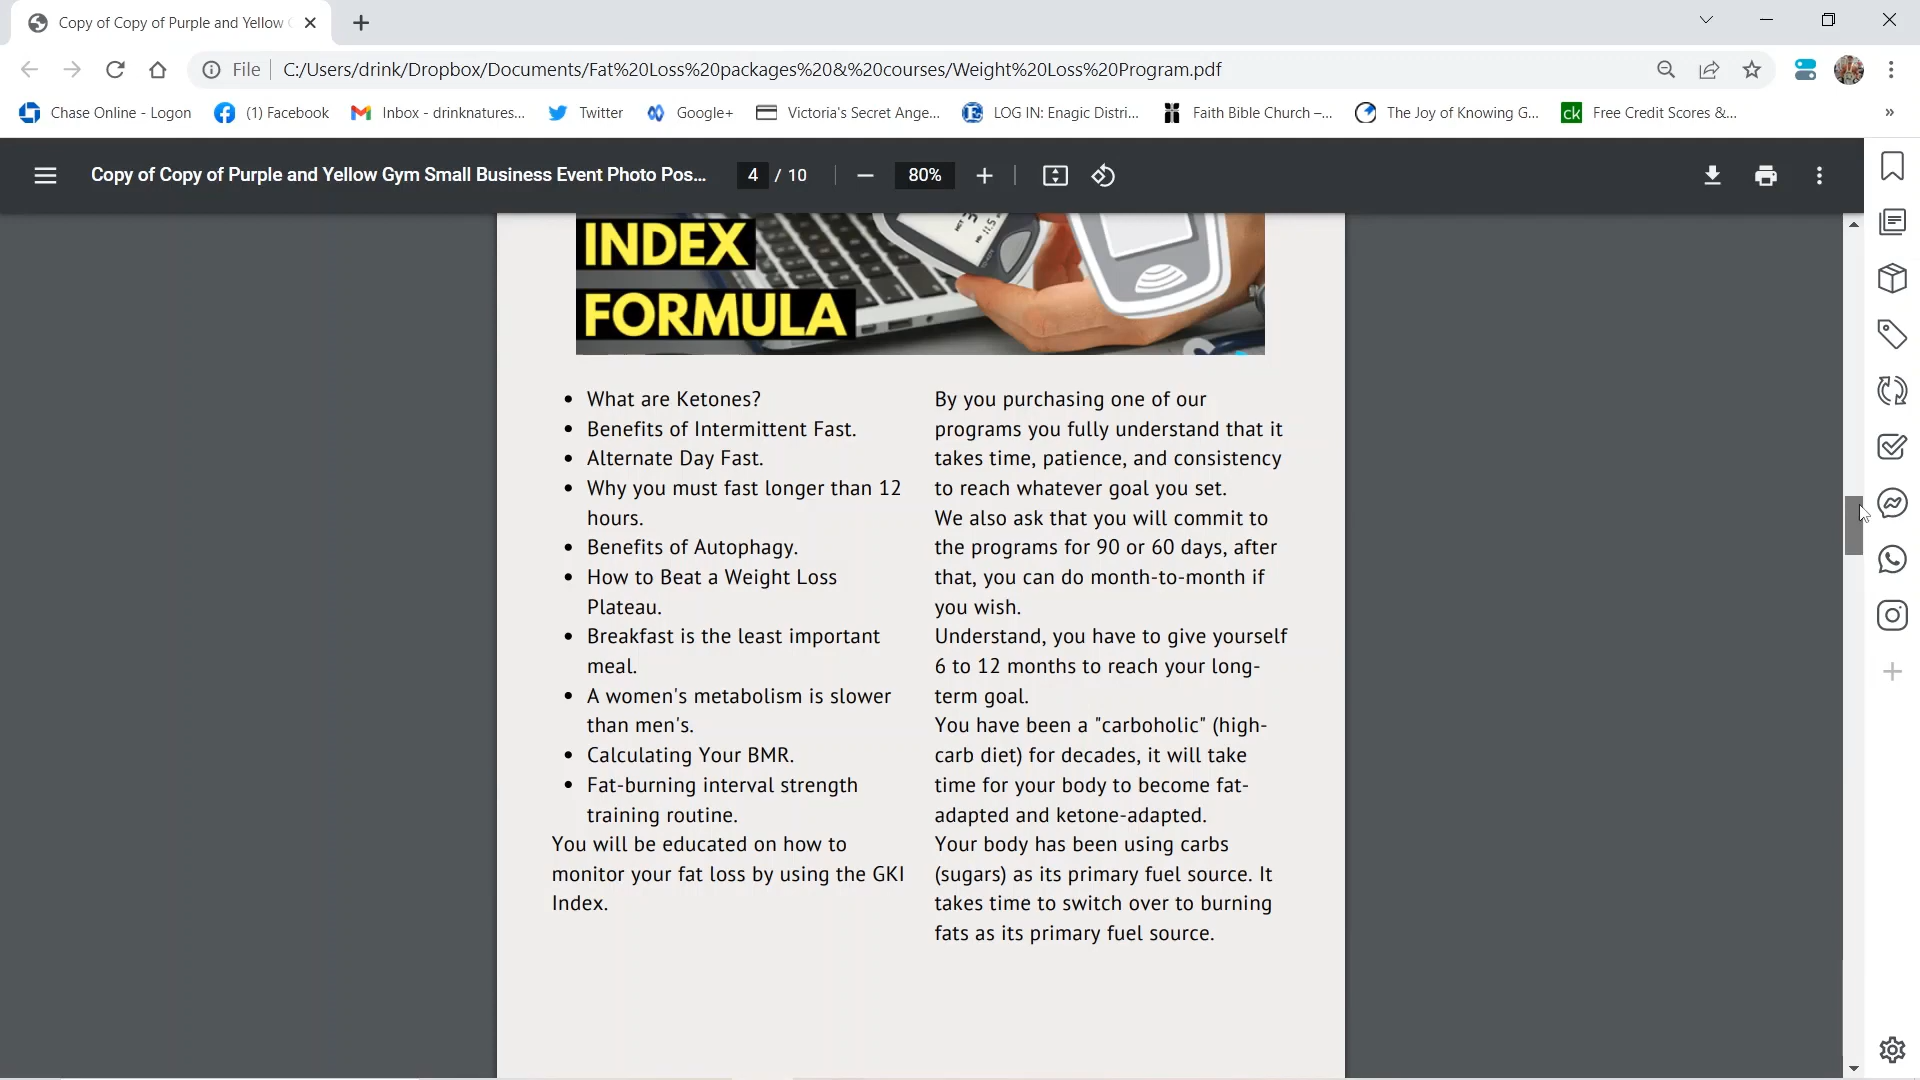 Copy of Copy of Purple and Yellow
File
C:/Users/drink/Dropbox/Documents/Fat%20Loss%20packages%20&%20courses/Weight%20Loss%20Program.pdf
Chase Online - Logon
(1) Facebook
Inbox - drinknatures...
Twitter
Google+
Victoria's Secret Ange...
LOG IN: Enagic Distri...
Faith Bible Church –...
The Joy of Knowing G...
ck Free Credit Scores &...
»
Copy of Copy of Purple and Yellow Gym Small Business Event Photo Pos...
4 / 10
80%
INDEX
FORMULA
• What are Ketones?
• Benefits of Intermittent Fast.
• Alternate Day Fast.
• Why you must fast longer than 12
hours.
• Benefits of Autophagy.
• How to Beat a Weight Loss
Plateau.
• Breakfast is the least important
meal.
• A women's metabolism is slower
than men's.
• Calculating Your BMR.
• Fat-burning interval strength
training routine.
You will be educated on how to
monitor your fat loss by using the GKI
Index.
By you purchasing one of our
programs you fully understand that it
takes time, patience, and consistency
to reach whatever goal you set.
We also ask that you will commit to
the programs for 90 or 60 days, after
that, you can do month-to-month if
you wish.
Understand, you have to give yourself
6 to 12 months to reach your long-
term goal.
You have been a "carboholic" (high-
carb diet) for decades, it will take
time for your body to become fat-
adapted and ketone-adapted.
Your body has been using carbs
(sugars) as its primary fuel source. It
takes time to switch over to burning
fats as its primary fuel source.